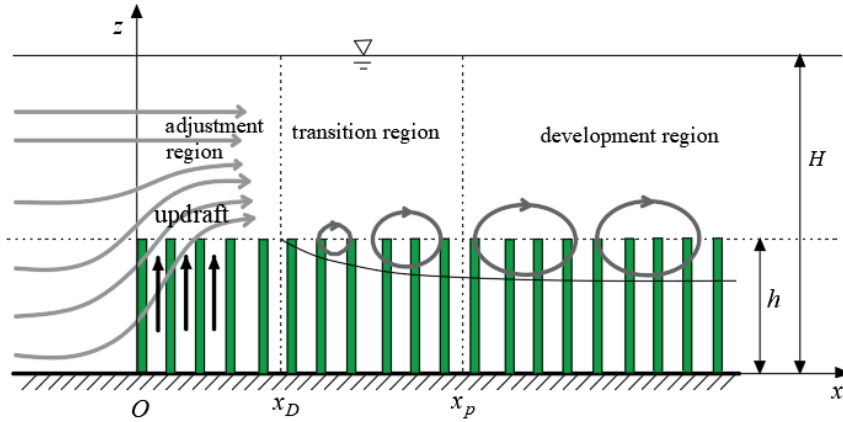 z
adjustment
region
transition region
development region
H
updraft
h
O
x_D
x_p
x